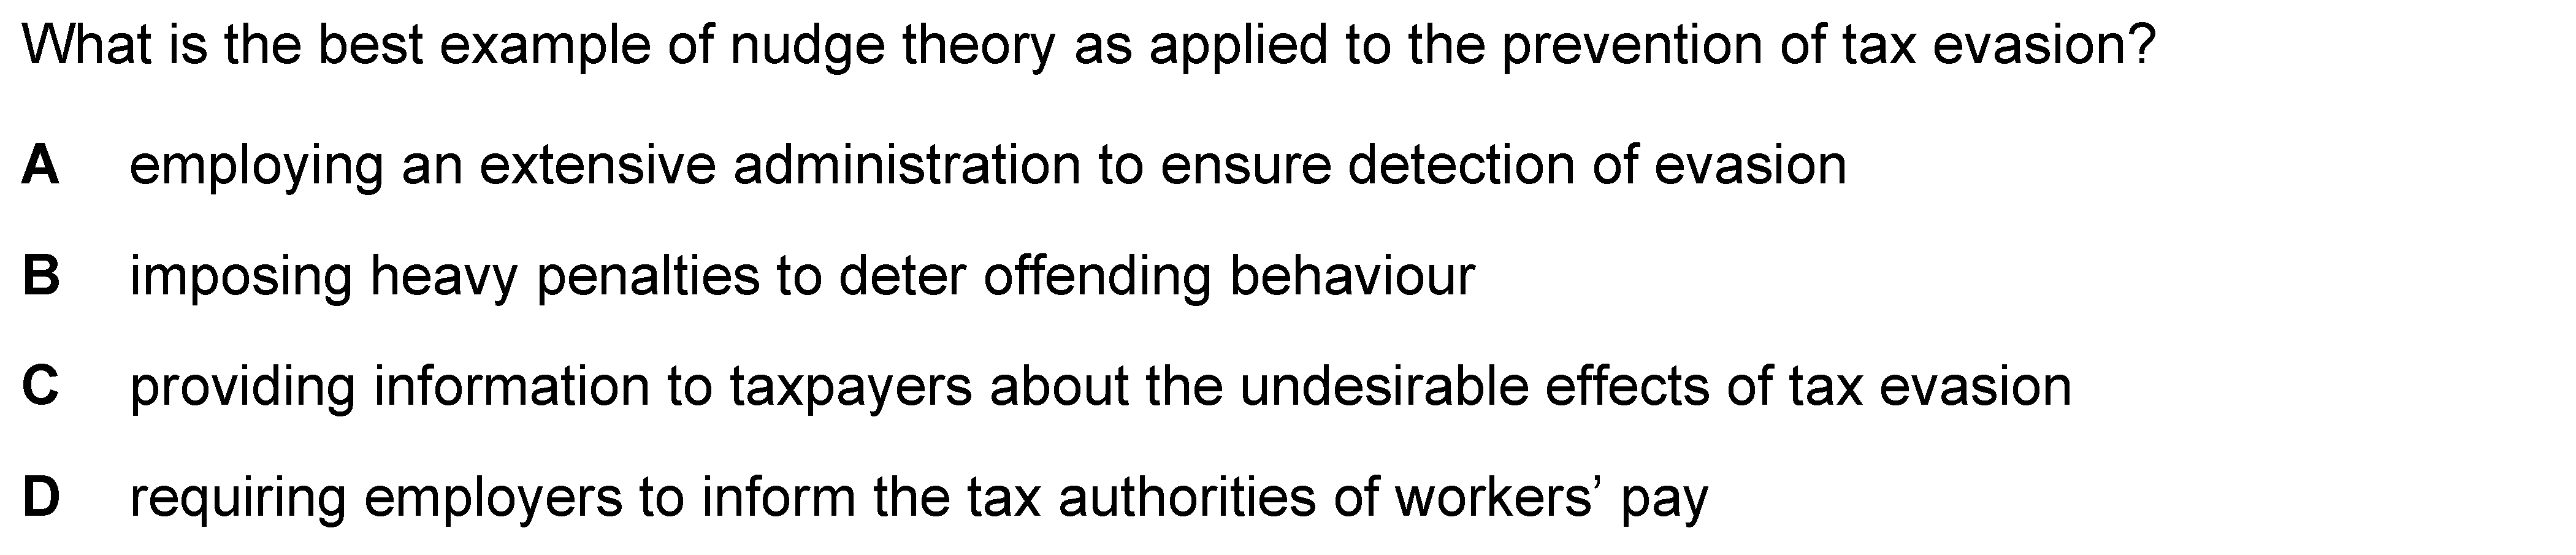 What is the best example of nudge theory as applied to the prevention of tax evasion?
A employing an extensive administration to ensure detection of evasion
B imposing heavy penalties to deter offending behaviour
C providing information to taxpayers about the undesirable effects of tax evasion
D requiring employers to inform the tax authorities of workers’ pay